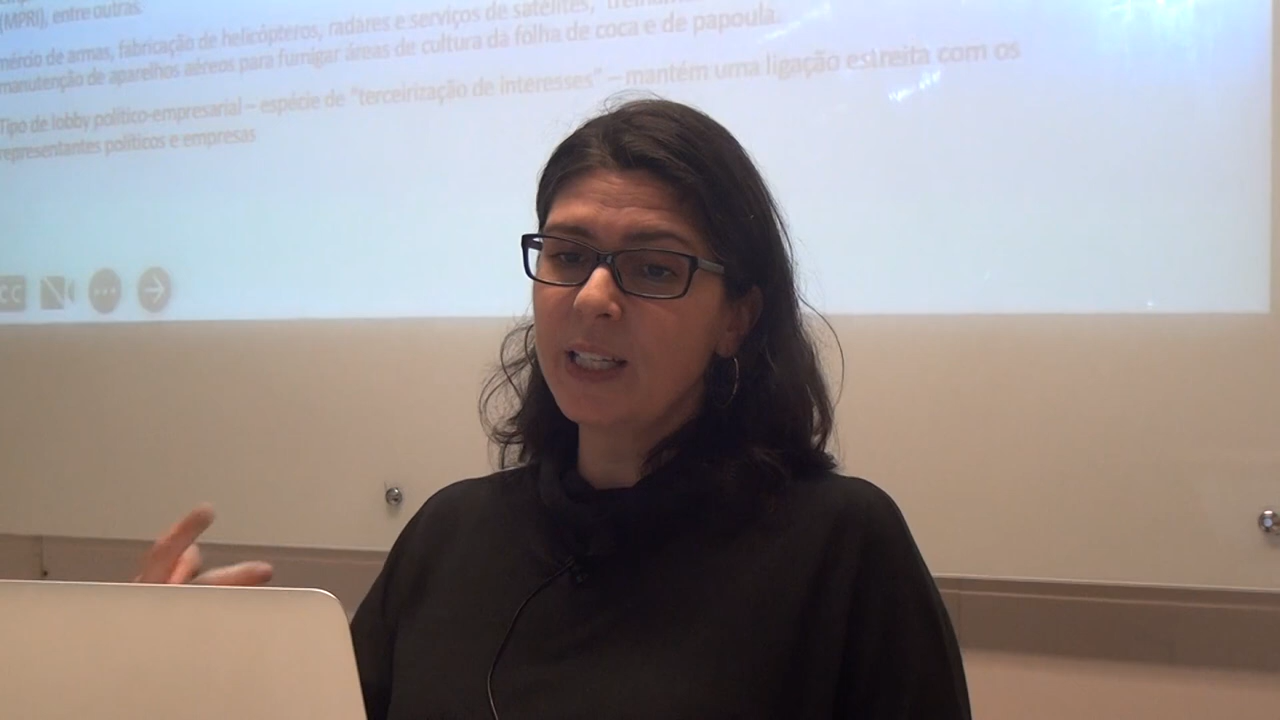 (MPRI), entre outras.
mércio de armas, fabricação de helicópteros, radares e serviços de satélites,
manutenção de aparelhos aéreos para fumigar áreas de cultura da folha de coca e de papoula.
Tipo de lobby político-empresarial – espécie de "terceirização de interesses" – mantém uma ligação estreita com os
representantes políticos e empresas
CC